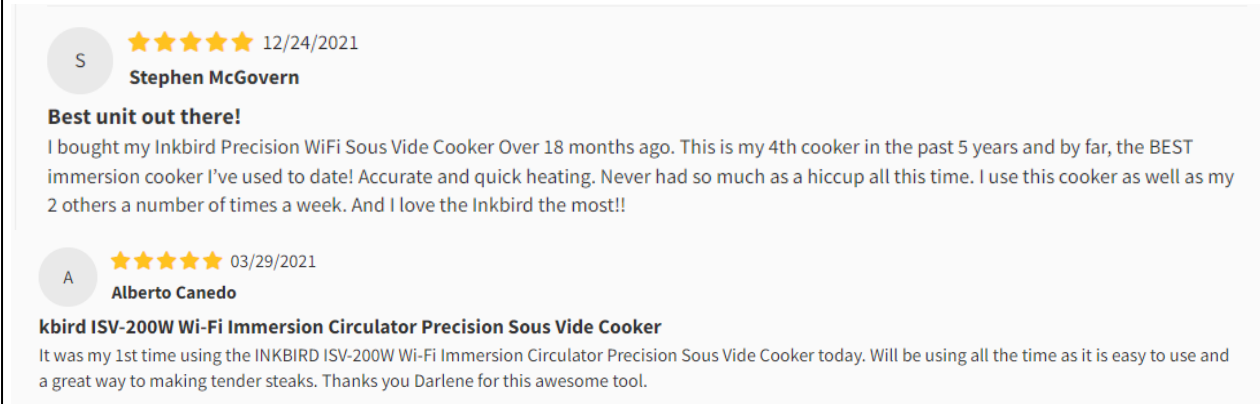 S
12/24/2021
Stephen McGovern
Best unit out there!
I bought my Inkbird Precision WiFi Sous Vide Cooker Over 18 months ago. This is my 4th cooker in the past 5 years and by far, the BEST
immersion cooker I’ve used to date! Accurate and quick heating. Never had so much as a hiccup all this time. I use this cooker as well as my
2 others a number of times a week. And I love the Inkbird the most!!
A
03/29/2021
Alberto Canedo
kbird ISV-200W Wi-Fi Immersion Circulator Precision Sous Vide Cooker
It was my 1st time using the INKBIRD ISV-200W Wi-Fi Immersion Circulator Precision Sous Vide Cooker today. Will be using all the time as it is easy to use and
a great way to making tender steaks. Thanks you Darlene for this awesome tool.